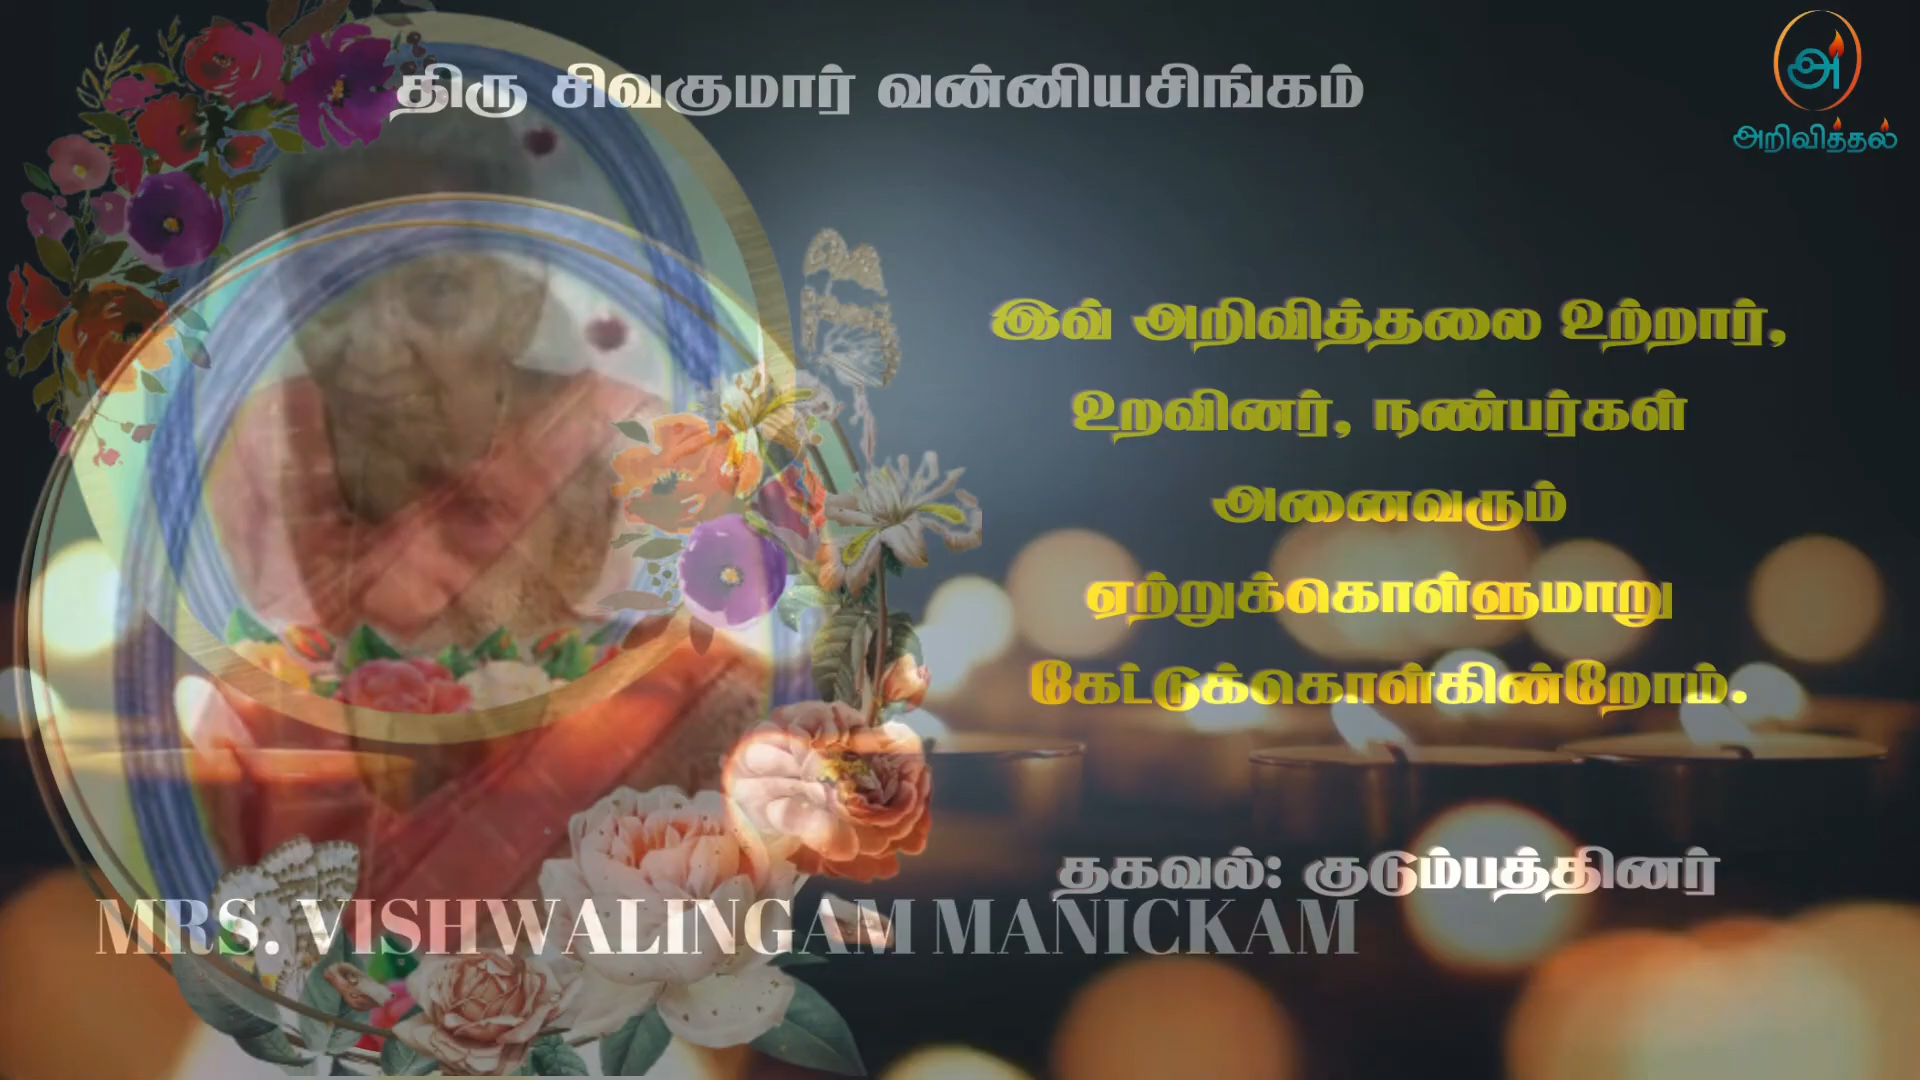 திரு சிவகுமார் வன்னியசிங்கம்
அ
அறிவித்தல்
இவ் அறிவித்தலை உற்றார்,
உறவினர், நண்பர்கள்
அனைவரும்
ஏற்றுக்கொள்ளுமாறு
கேட்டுக்கொள்கின்றோம்.
தகவல்: குடும்பத்தினர்
MRS. VISHWALINGAM MANICKAM